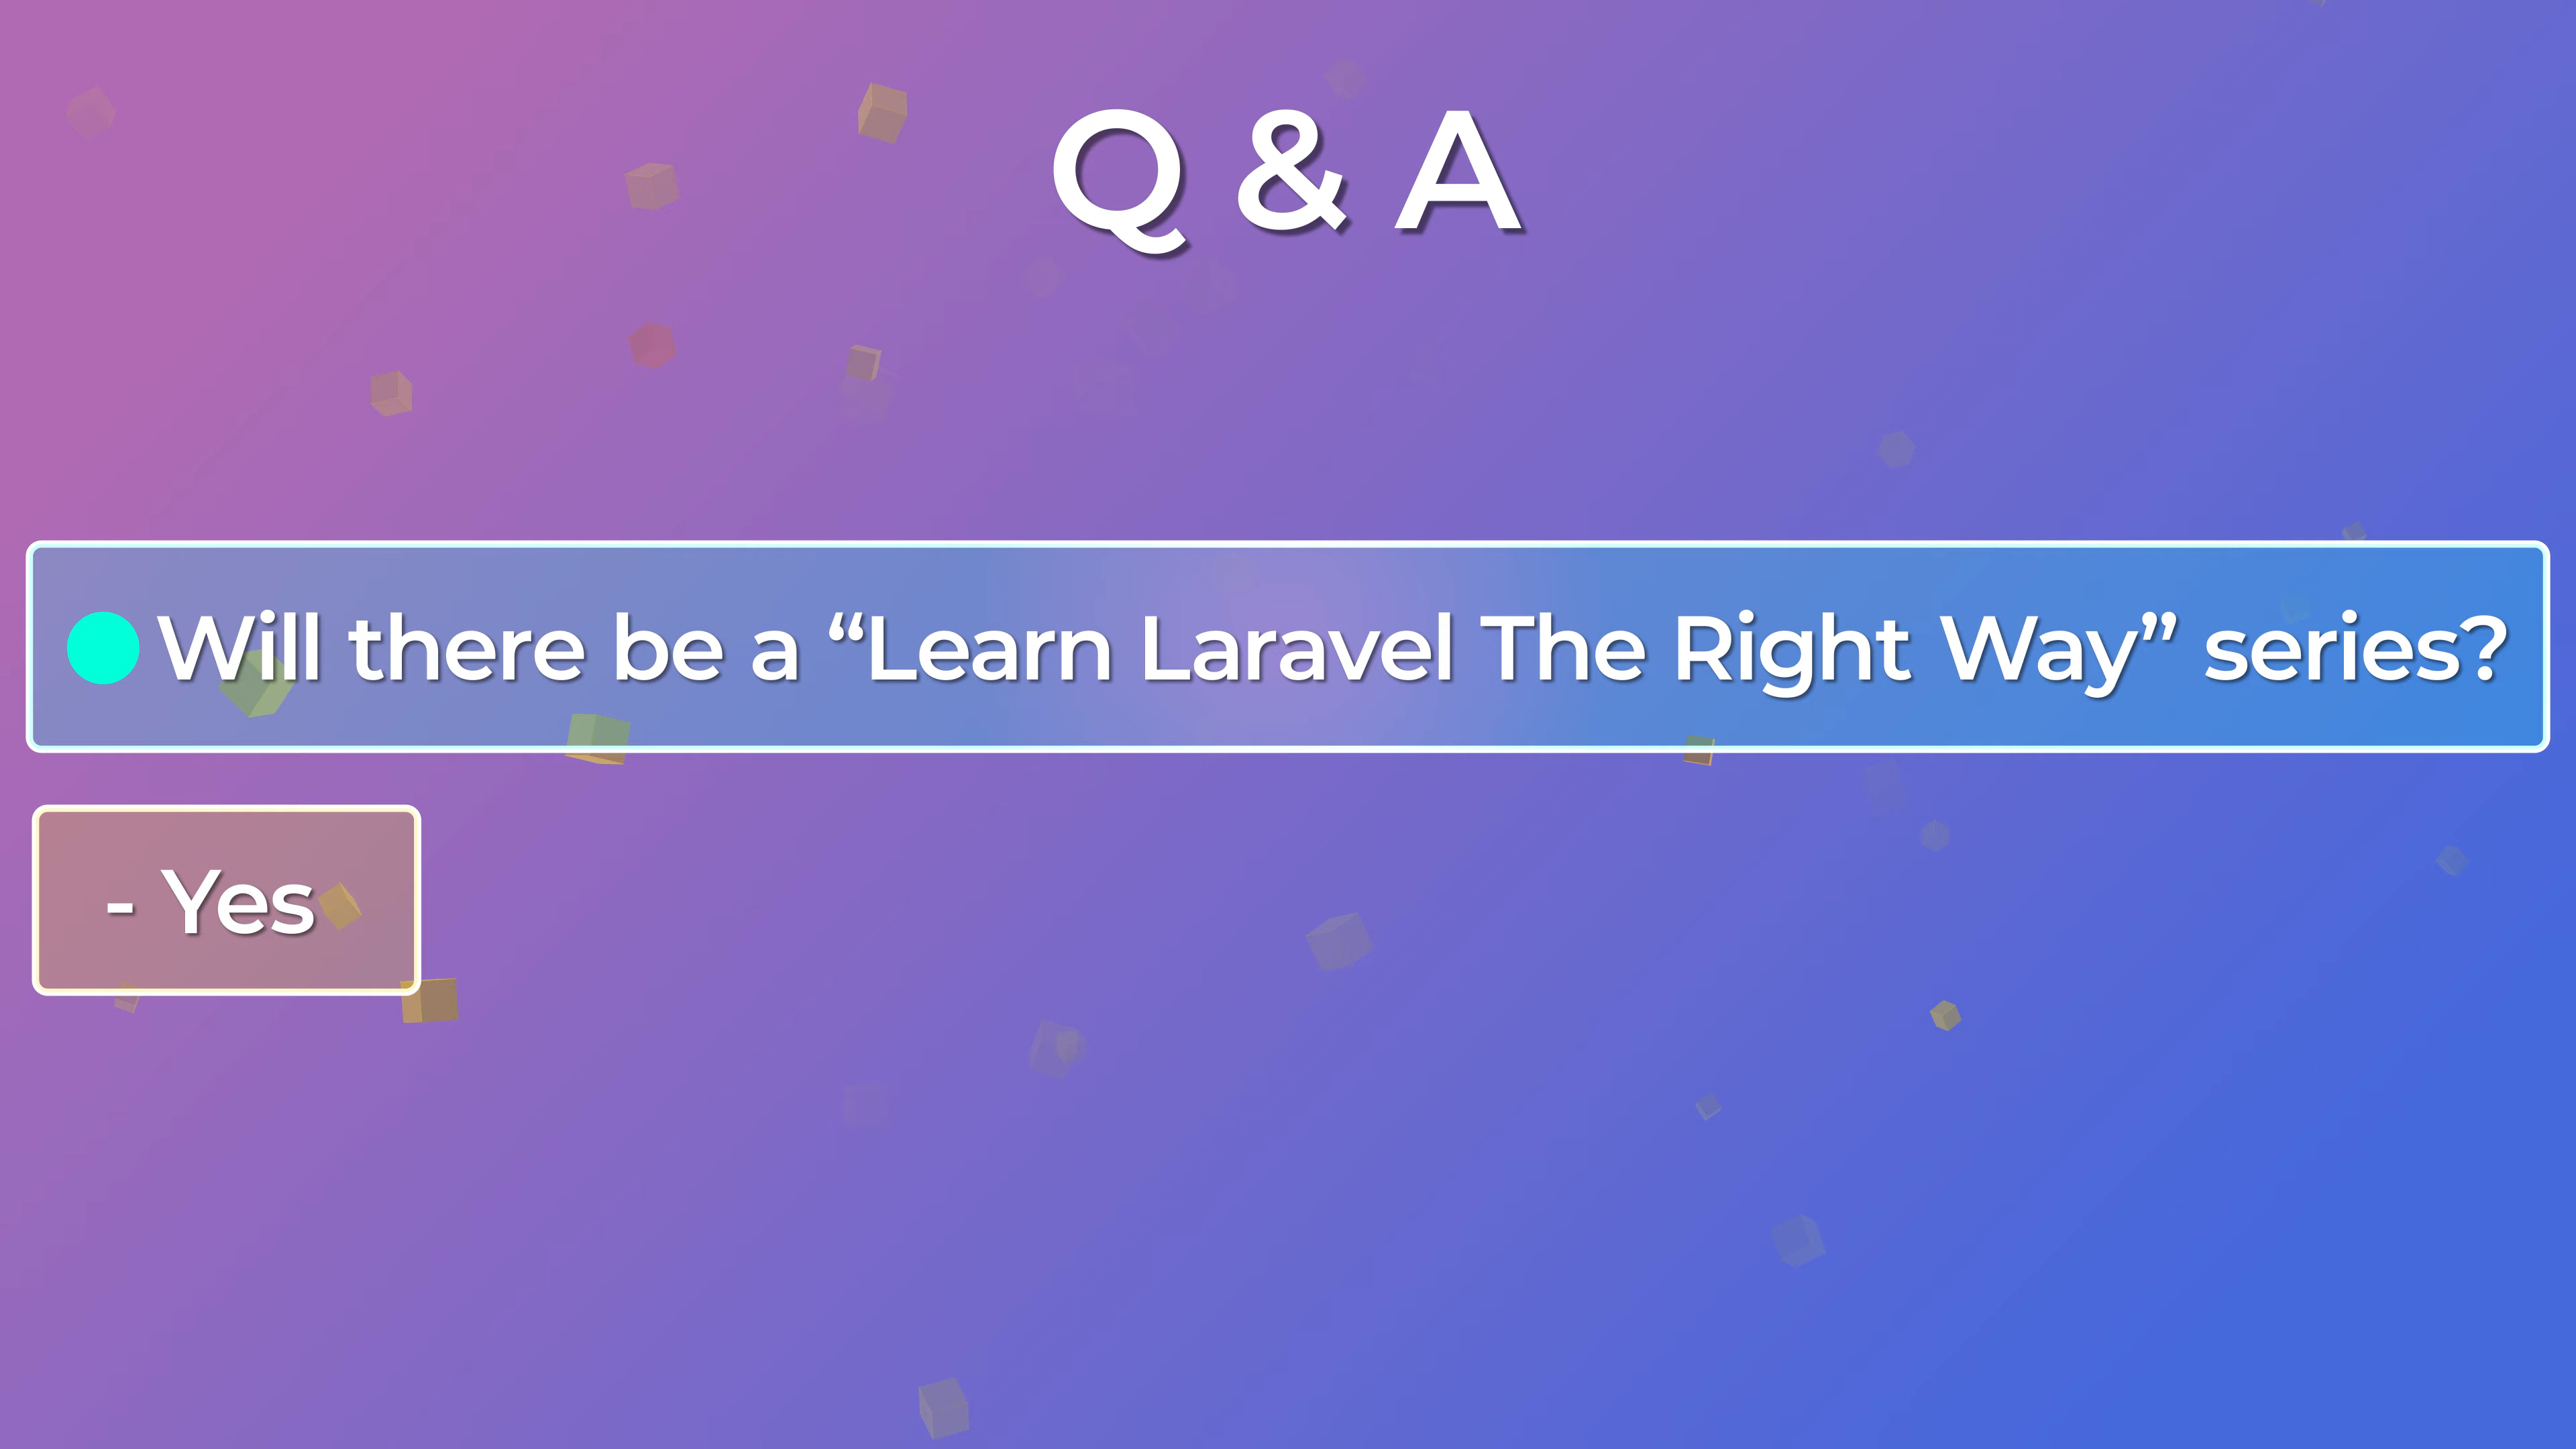 Q & A
Will there be a “Learn Laravel The Right Way” series?
- Yes